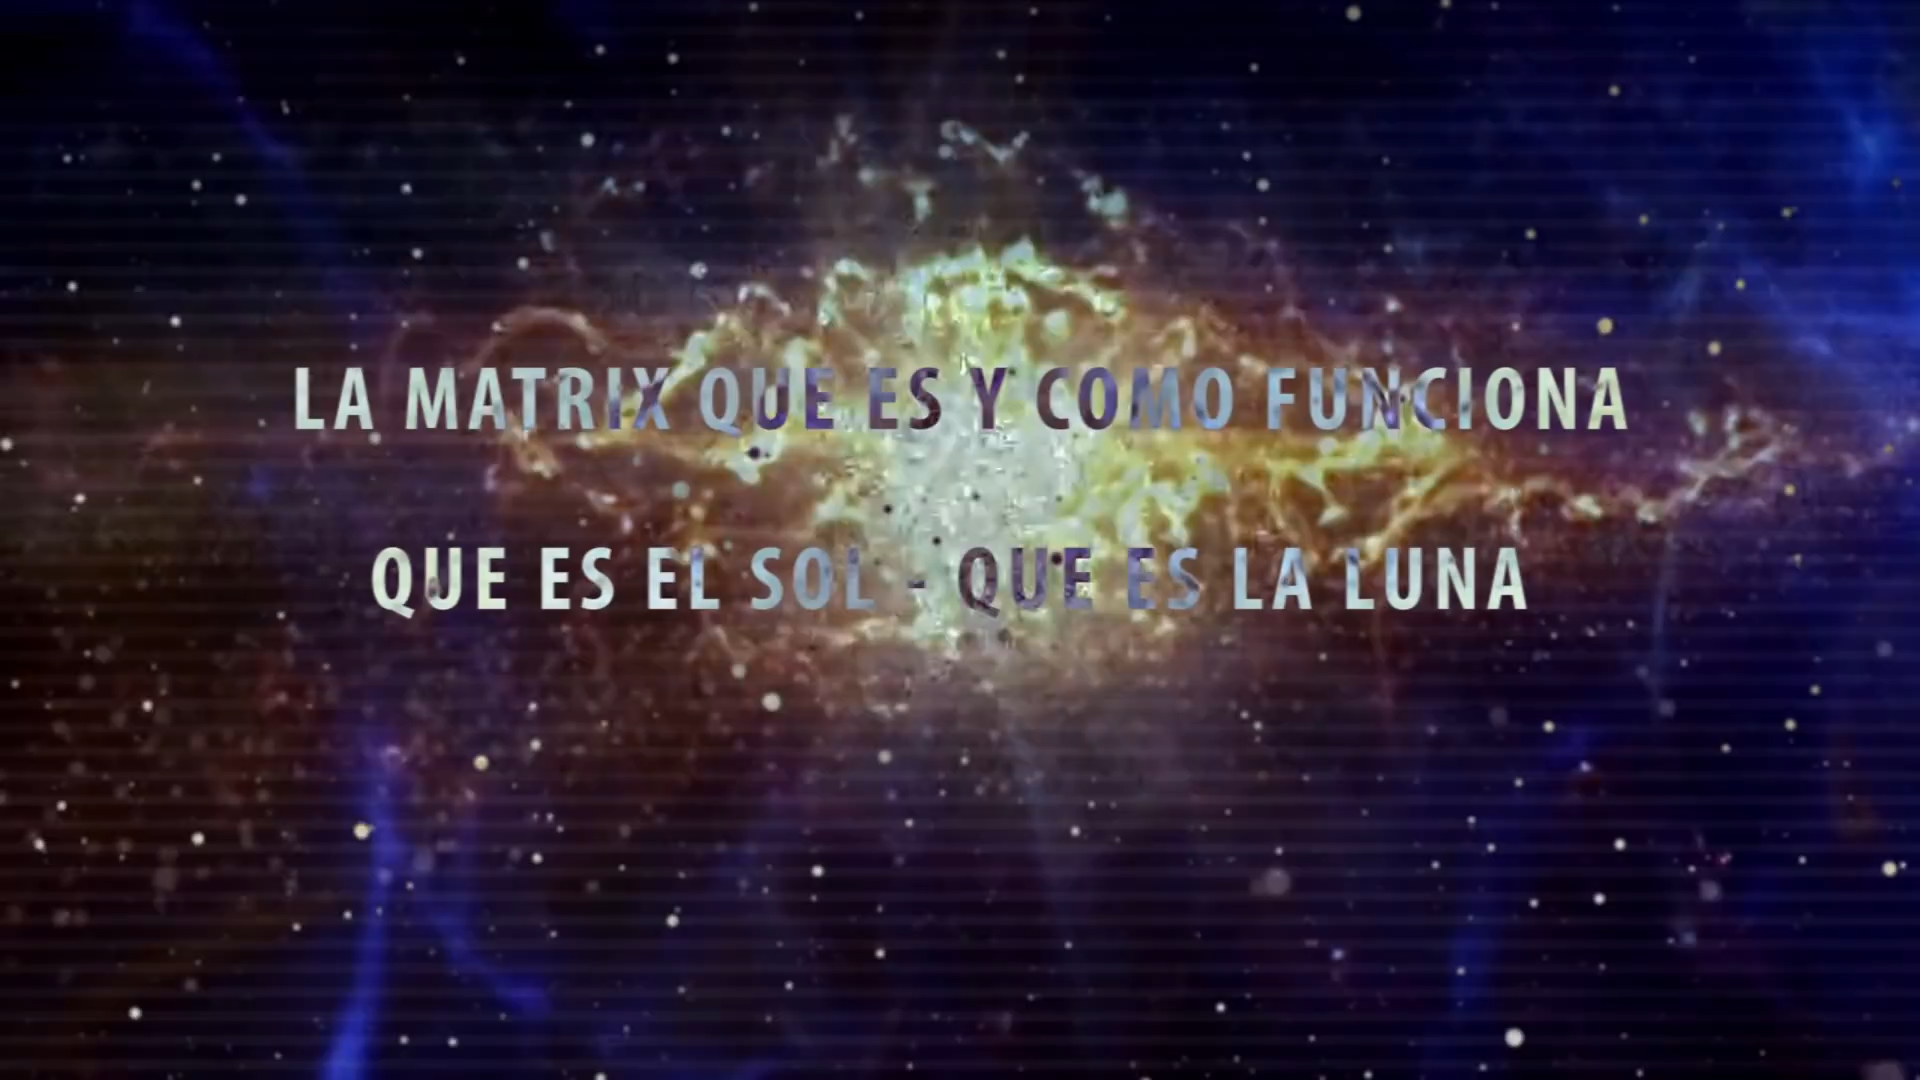 LA MATRIX QUE ES Y COMO FUNCIONA
QUE ES EL SOL - QUE ES LA LUNA